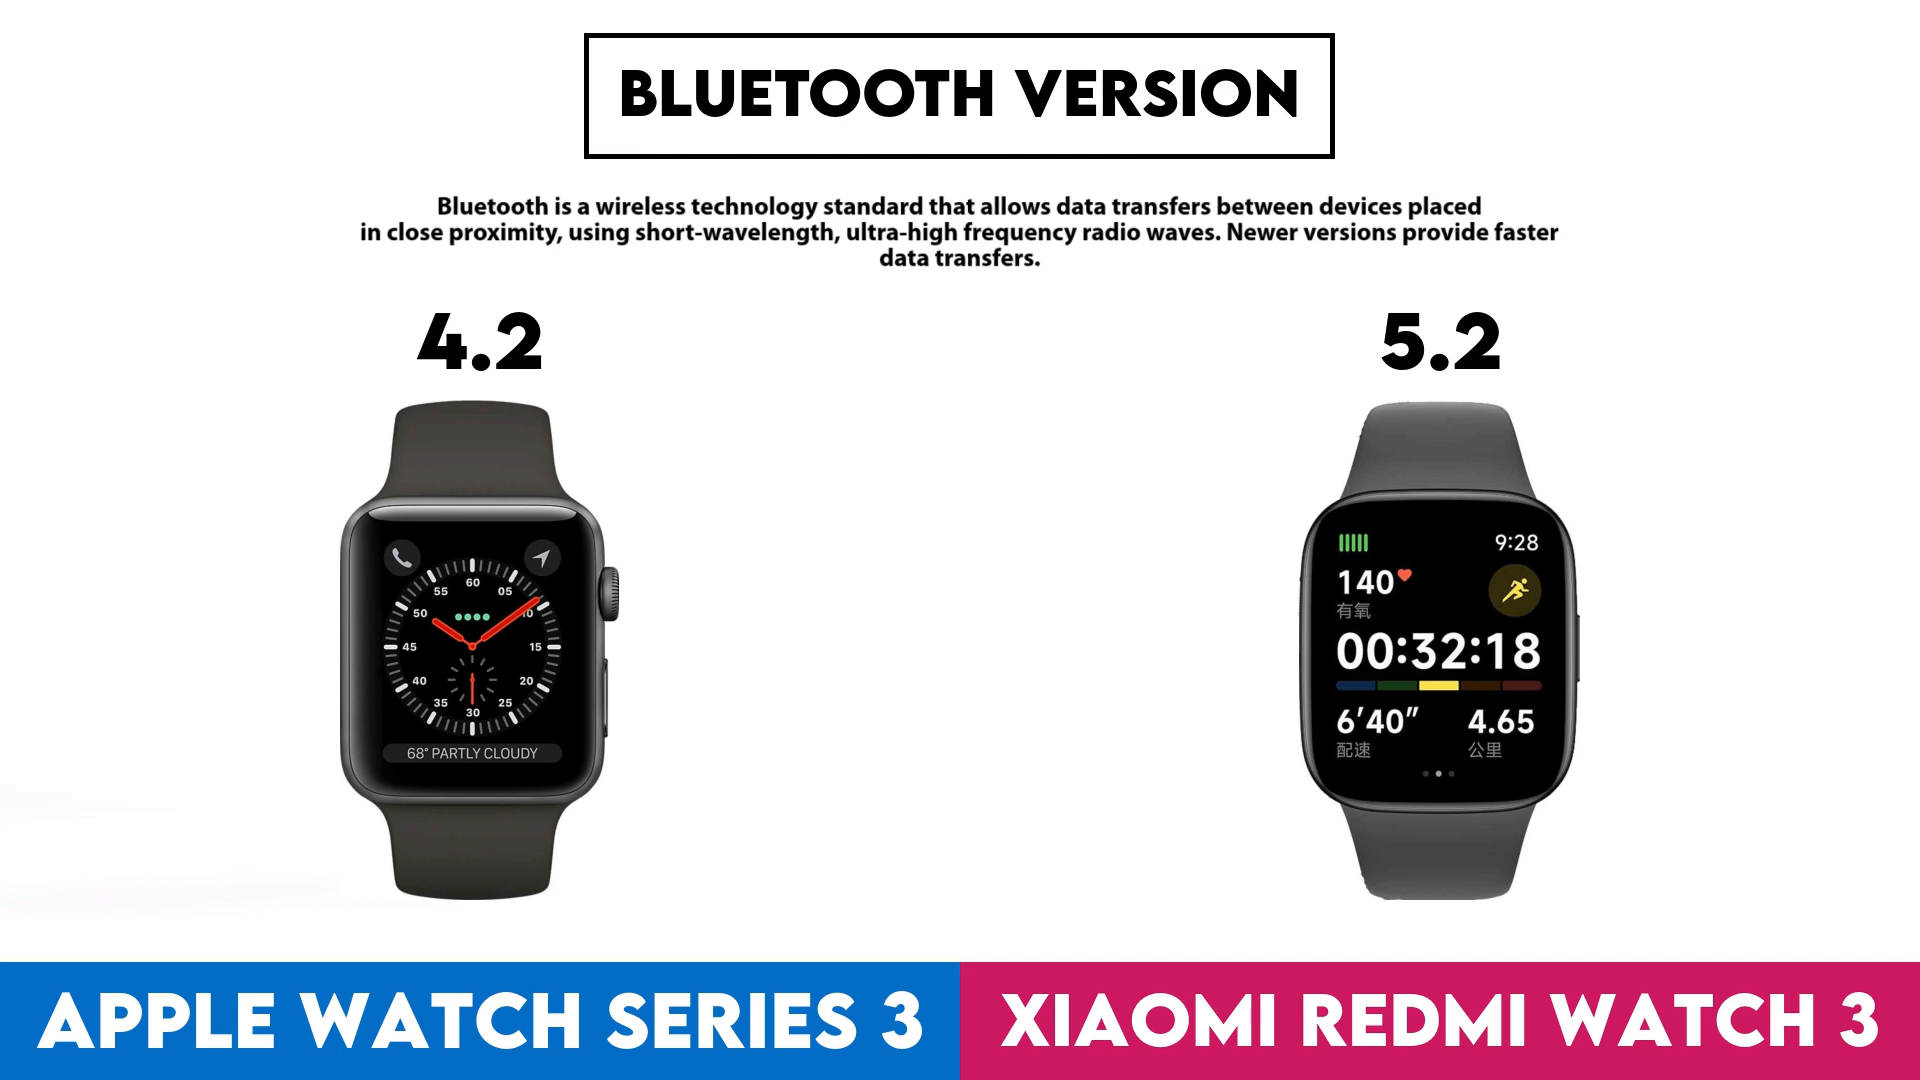 BLUETOOTH VERSION
Bluetooth is a wireless technology standard that allows data transfers between devices placed
in close proximity, using short-wavelength, ultra-high frequency radio waves. Newer versions provide faster
data transfers.
4.2
5.2
60
55 05
50 10
45 15
40 20
35 25
30
68° PARTLY CLOUDY
9:28
140
有氧
00:32:18
6'40" 4.65
配速 公里
APPLE WATCH SERIES 3
XIAOMI REDMI WATCH 3